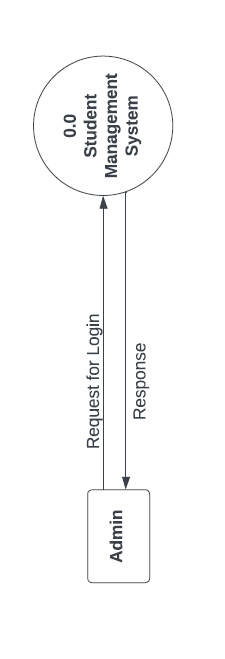 Admin
Request for Login
Response
0.0
Student
Management
System